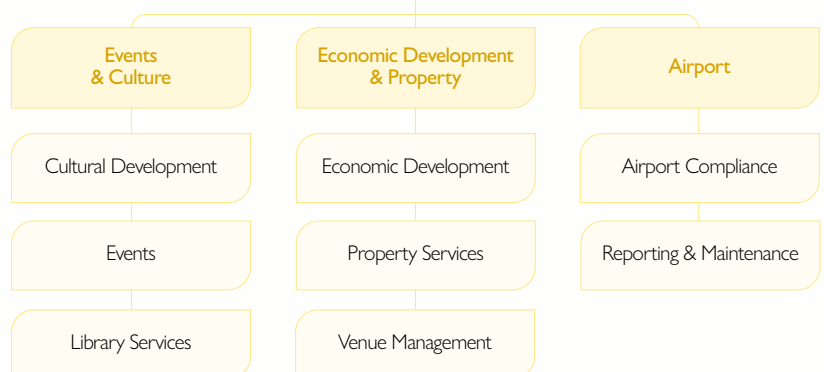 Events
& Culture
Economic Development
& Property
Airport
Cultural Development
Economic Development
Airport Compliance
Events
Property Services
Reporting & Maintenance
Library Services
Venue Management